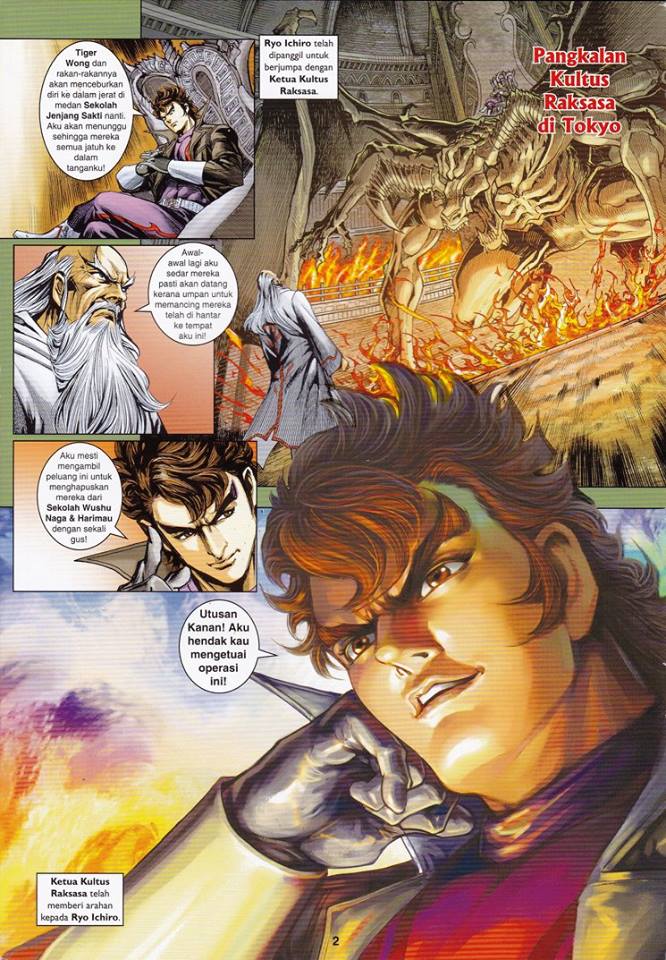 Ryo Ichiro telah
dipanggil untuk
berjumpa dengan
Ketua Kultus
Raksasa.
Pangkalan
Kultus
Raksasa
di Tokyo
Tiger
Wong dan
rakan-rakannya
akan menceburkan
diri ke dalam jerat di
medan Sekolah
Jenjang Sakti nanti.
Aku akan menunggu
sehingga mereka
semua jatuh ke
dalam
tanganku!
Awal-
awal lagi aku
sedar mereka
pasti akan datang
kerana umpan untuk
memancing mereka
telah di hantar
ke tempat
aku ini!
Aku mesti
mengambil
peluang ini untuk
menghapuskan
mereka dari
Sekolah Wushu
Naga & Harimau
dengan sekali
gus!
Utusan
Kanan! Aku
hendak kau
mengetuai
operasi
ini!
Ketua Kultus
Raksasa telah
memberi arahan
kepada Ryo Ichiro.
2